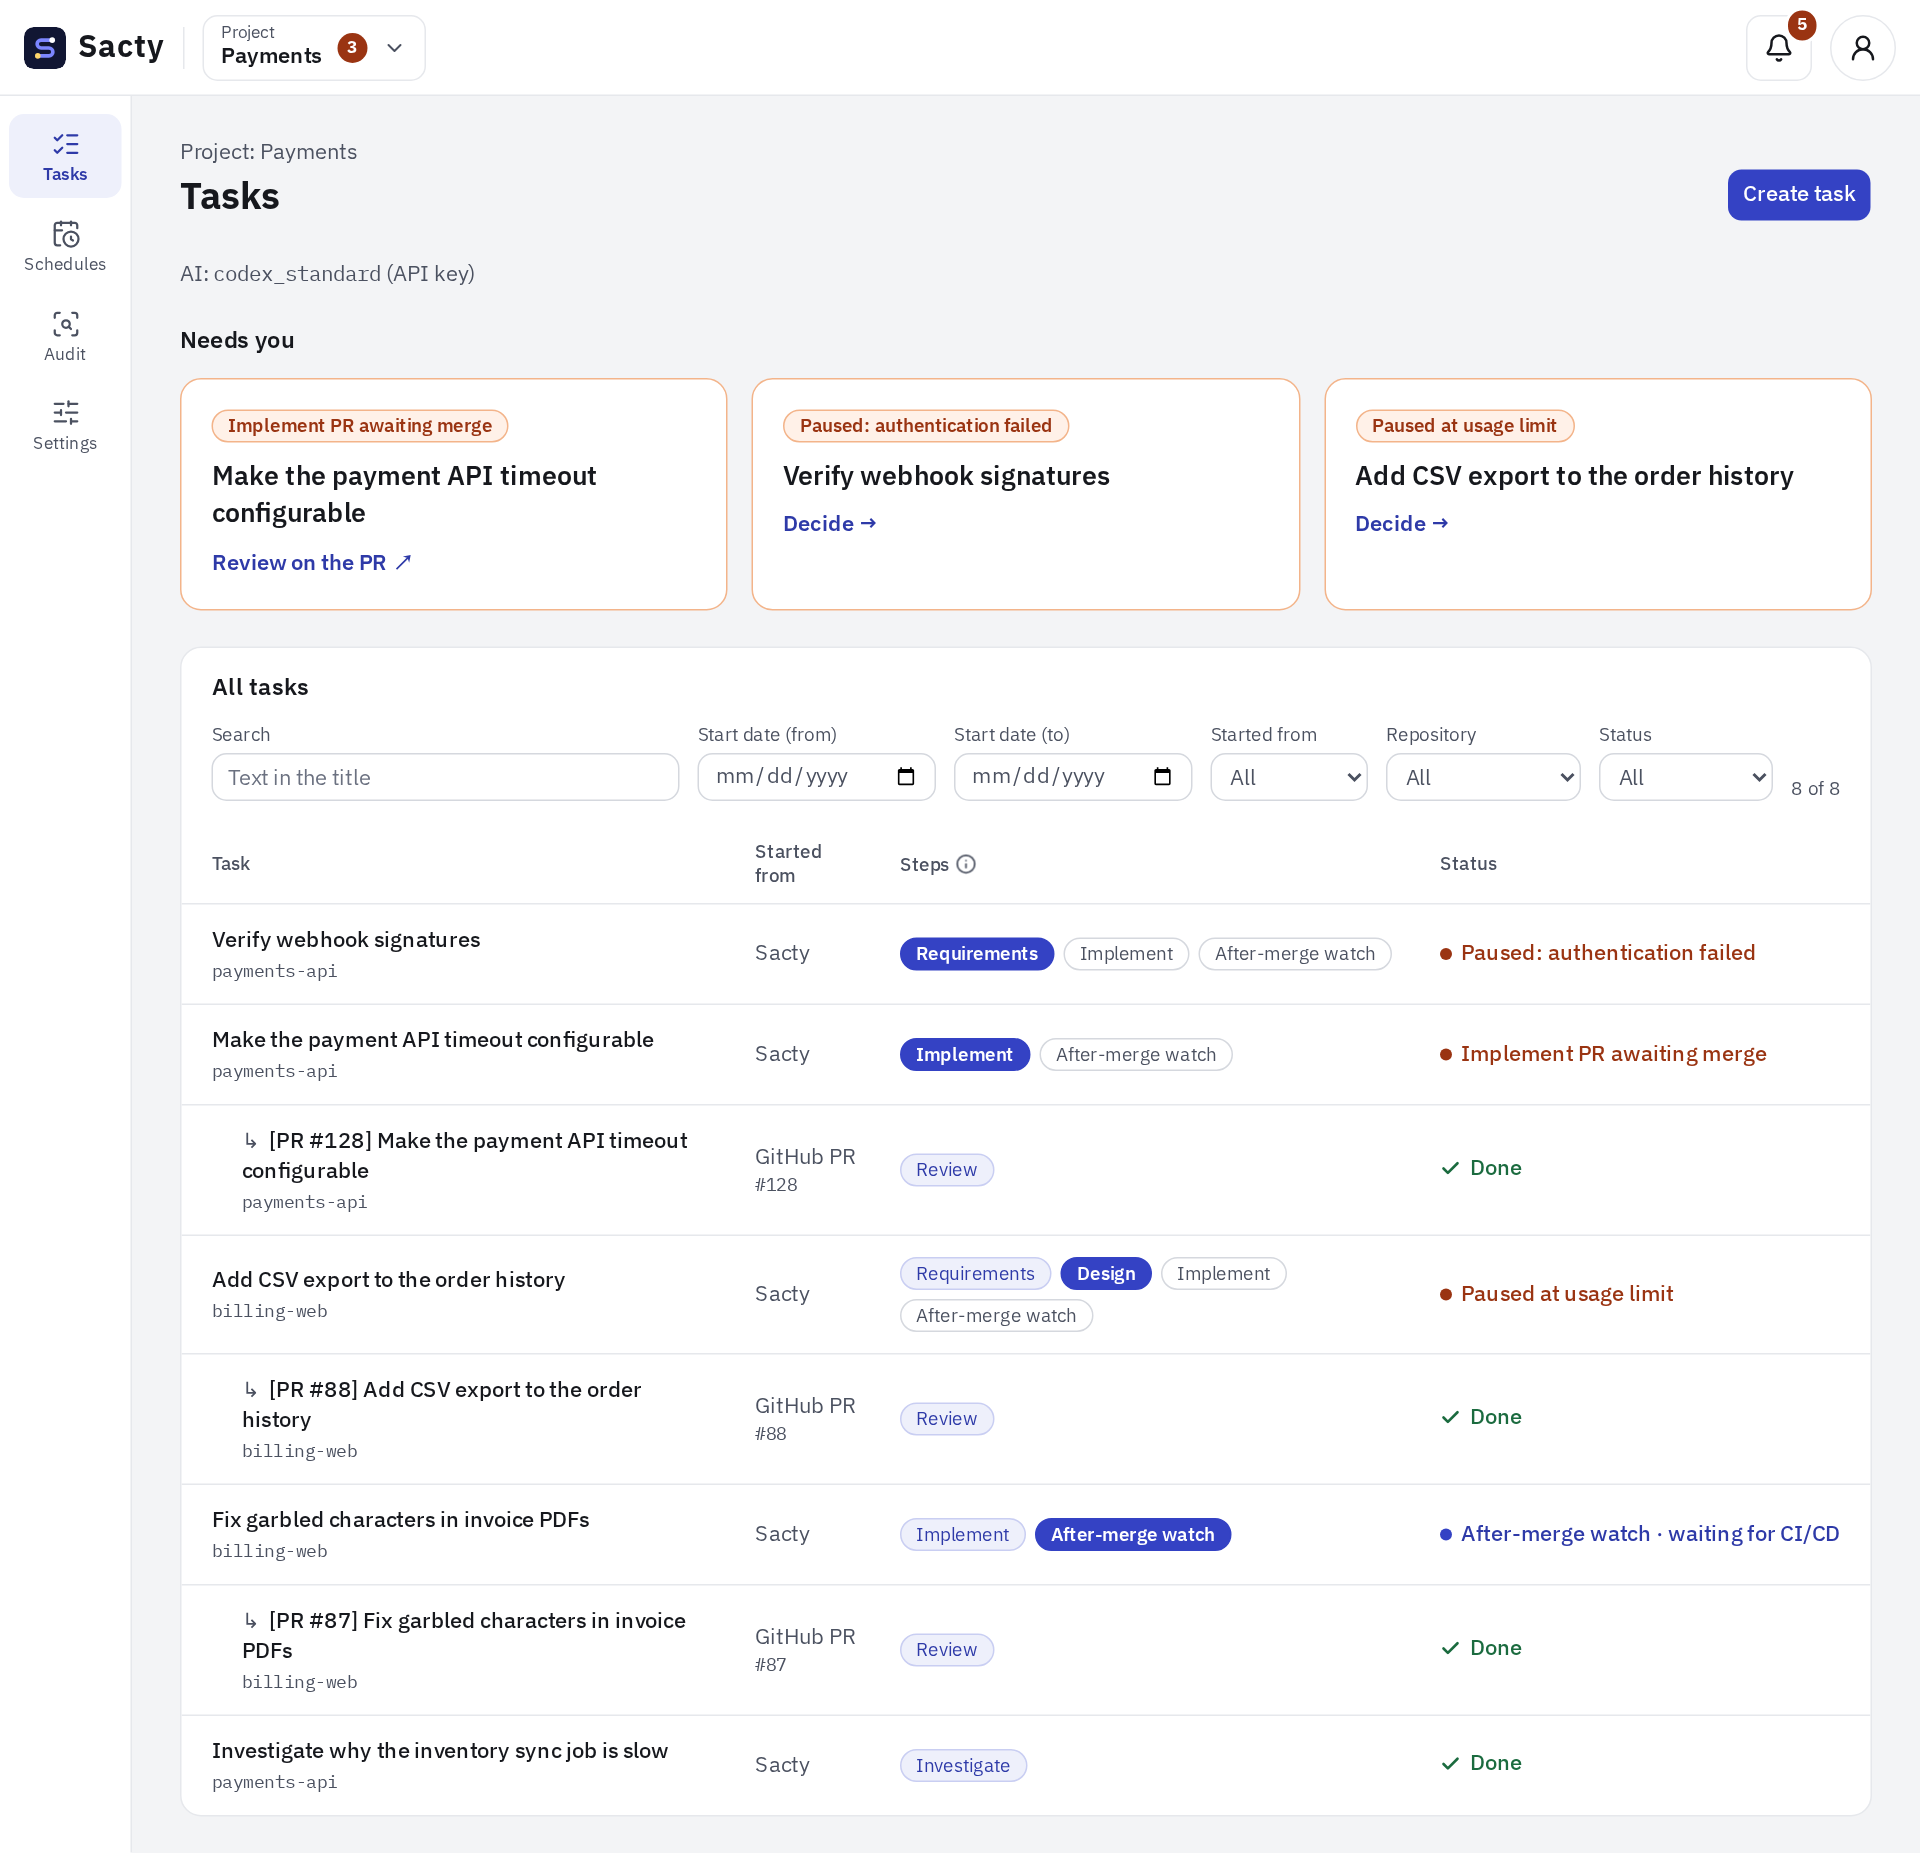 Sacty
Project
Payments
3
5
Tasks
Schedules
Audit
Settings
Project: Payments
Tasks
Create task
AI: codex_standard (API key)
Needs you
Implement PR awaiting merge
Make the payment API timeout
configurable
Review on the PR ↗
Paused: authentication failed
Verify webhook signatures
Decide →
Paused at usage limit
Add CSV export to the order history
Decide →
All tasks
Search
Text in the title
Start date (from)
mm/dd/yyyy
Start date (to)
mm/dd/yyyy
Started from
All
Repository
All
Status
All
8 of 8
Task
Started
from
Steps
Status
Verify webhook signatures
payments-api
Sacty
Requirements Implement After-merge watch
Paused: authentication failed
Make the payment API timeout configurable
payments-api
Sacty
Implement After-merge watch
Implement PR awaiting merge
↳ [PR #128] Make the payment API timeout
configurable
payments-api
GitHub PR
#128
Review
Done
Add CSV export to the order history
billing-web
Sacty
Requirements Design Implement
After-merge watch
Paused at usage limit
↳ [PR #88] Add CSV export to the order
history
billing-web
GitHub PR
#88
Review
Done
Fix garbled characters in invoice PDFs
billing-web
Sacty
Implement After-merge watch
After-merge watch · waiting for CI/CD
↳ [PR #87] Fix garbled characters in invoice
PDFs
billing-web
GitHub PR
#87
Review
Done
Investigate why the inventory sync job is slow
payments-api
Sacty
Investigate
Done